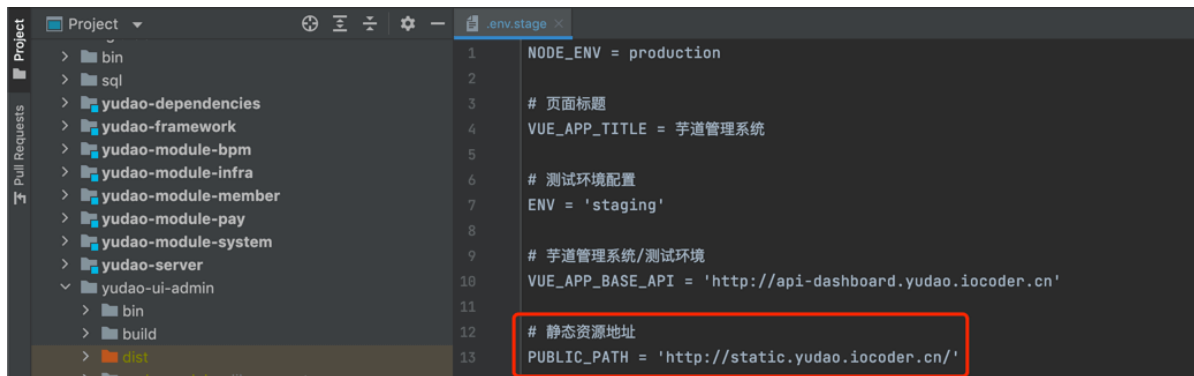 Project
.env.stage
Project
Pull Requests
bin
sql
yudao-dependencies
yudao-framework
yudao-module-bpm
yudao-module-infra
yudao-module-member
yudao-module-pay
yudao-module-system
yudao-server
yudao-ui-admin
bin
build
dist
1 NODE_ENV = production
2
3 # 页面标题
4 VUE_APP_TITLE = 芋道管理系统
5
6 # 测试环境配置
7 ENV = 'staging'
8
9 # 芋道管理系统/测试环境
10 VUE_APP_BASE_API = 'http://api-dashboard.yudao.iocoder.cn'
11
12 # 静态资源地址
13 PUBLIC_PATH = 'http://static.yudao.iocoder.cn/'